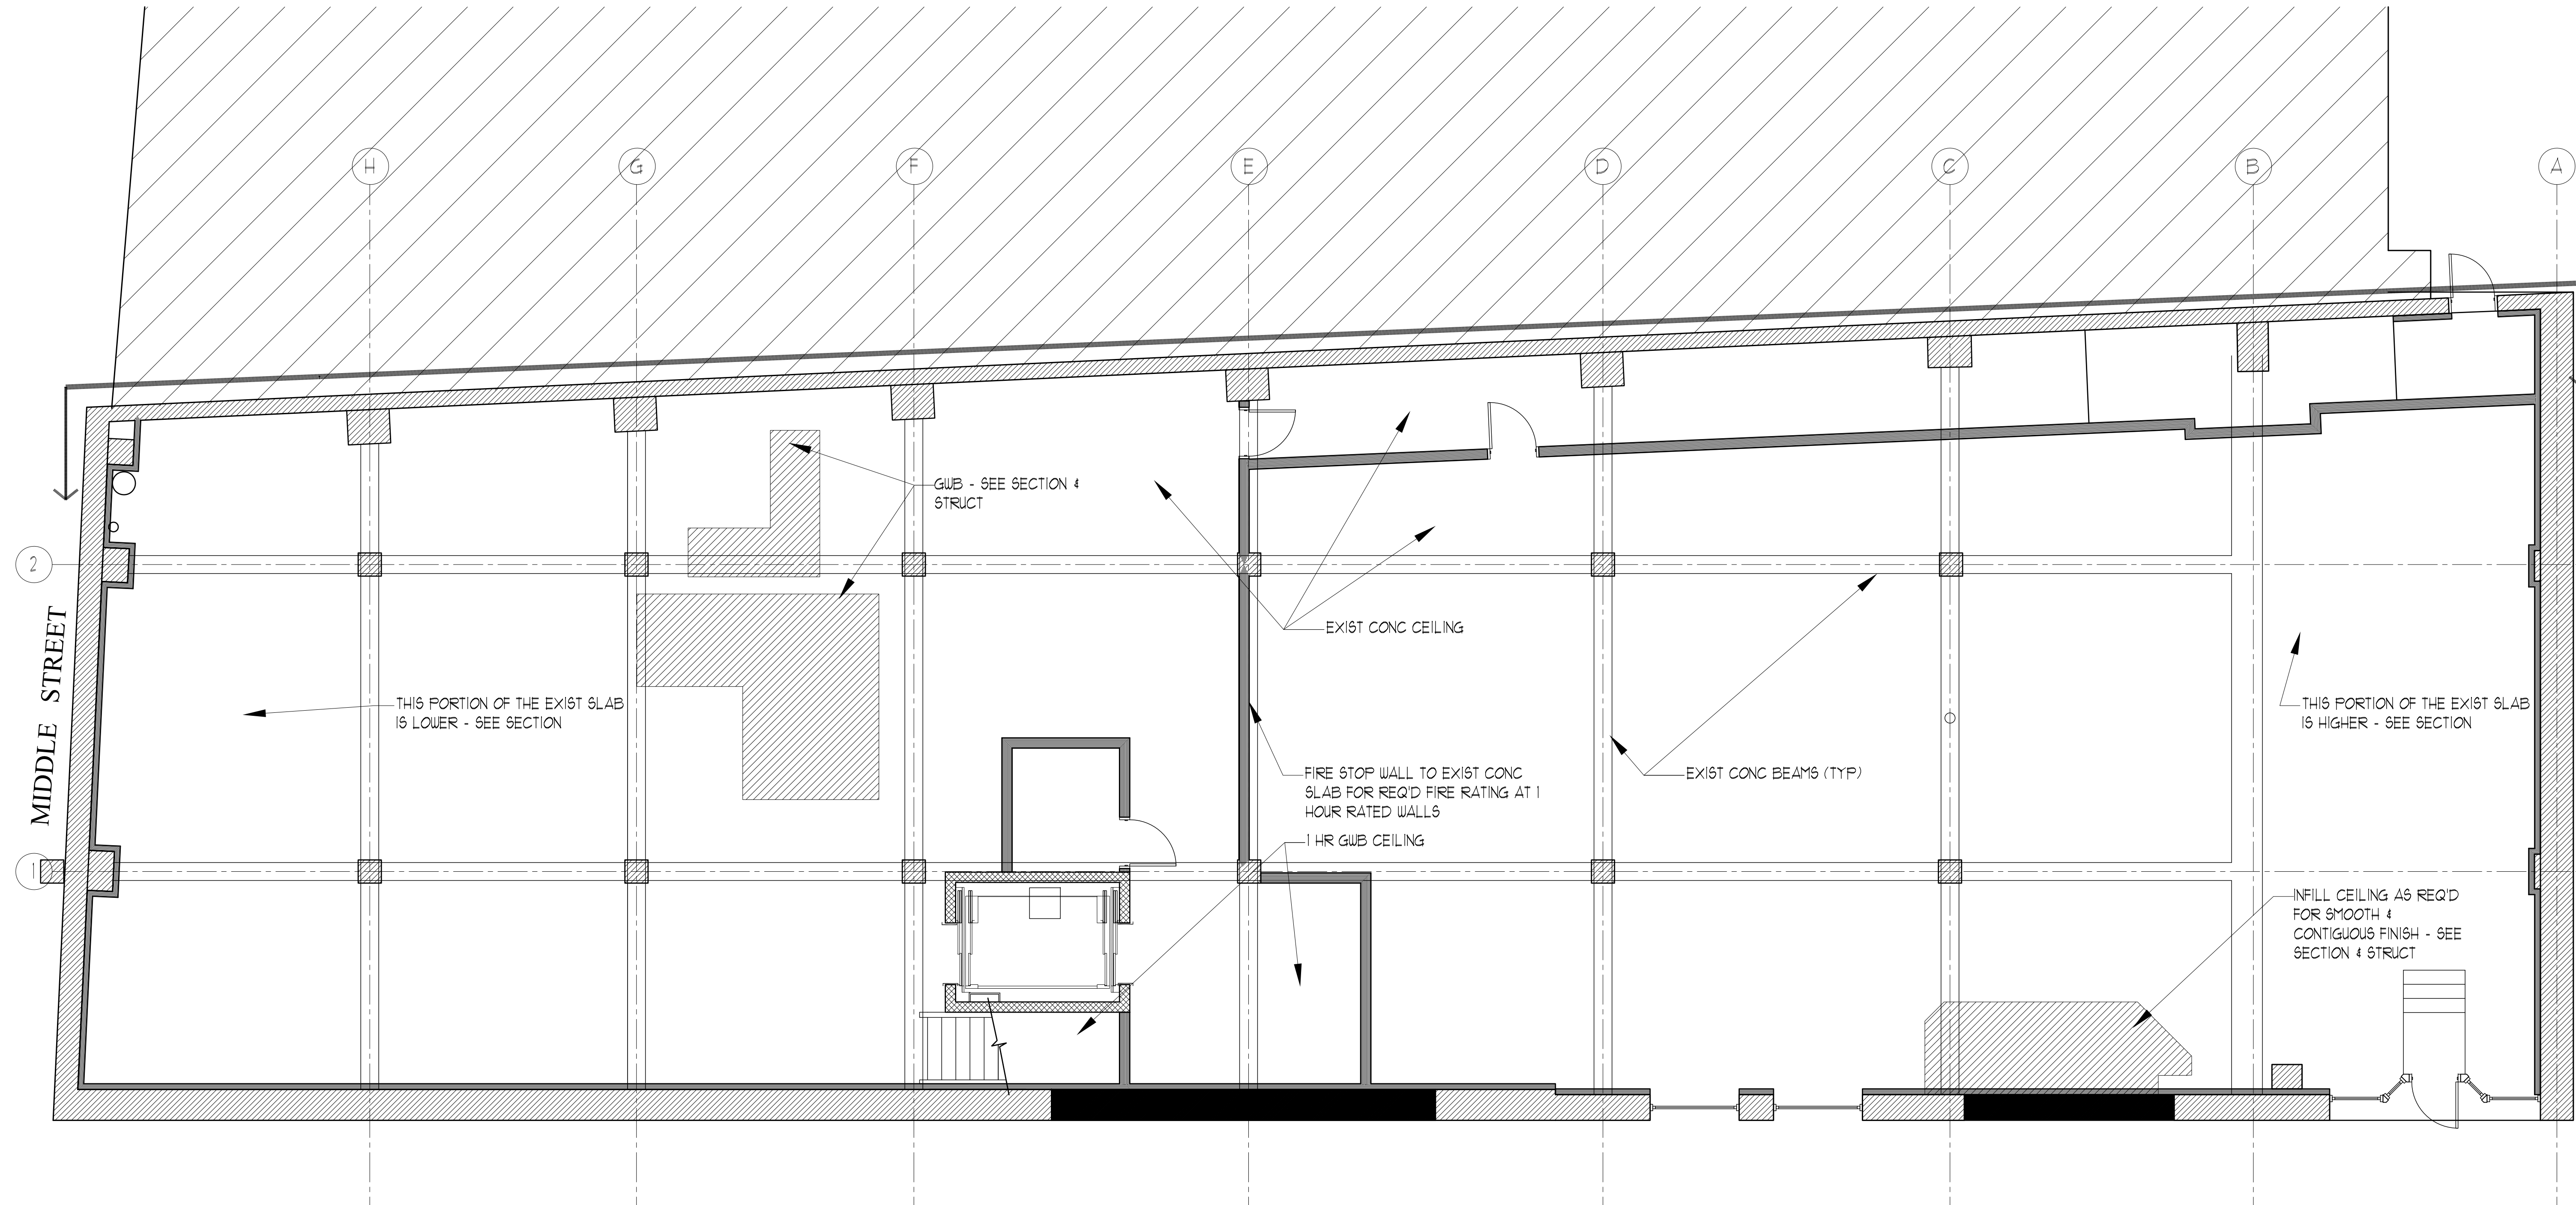 H
G
F
E
D
C
B
A
GWB - SEE SECTION &
STRUCT
2
EXIST CONC CEILING
MIDDLE STREET
THIS PORTION OF THE EXIST SLAB
IS LOWER - SEE SECTION
THIS PORTION OF THE EXIST SLAB
IS HIGHER - SEE SECTION
FIRE STOP WALL TO EXIST CONC
SLAB FOR REQ'D FIRE RATING AT 1
HOUR RATED WALLS
EXIST CONC BEAMS (TYP)
1 HR GWB CEILING
1
INFILL CEILING AS REQ'D
FOR SMOOTH &
CONTIGUOUS FINISH - SEE
SECTION & STRUCT